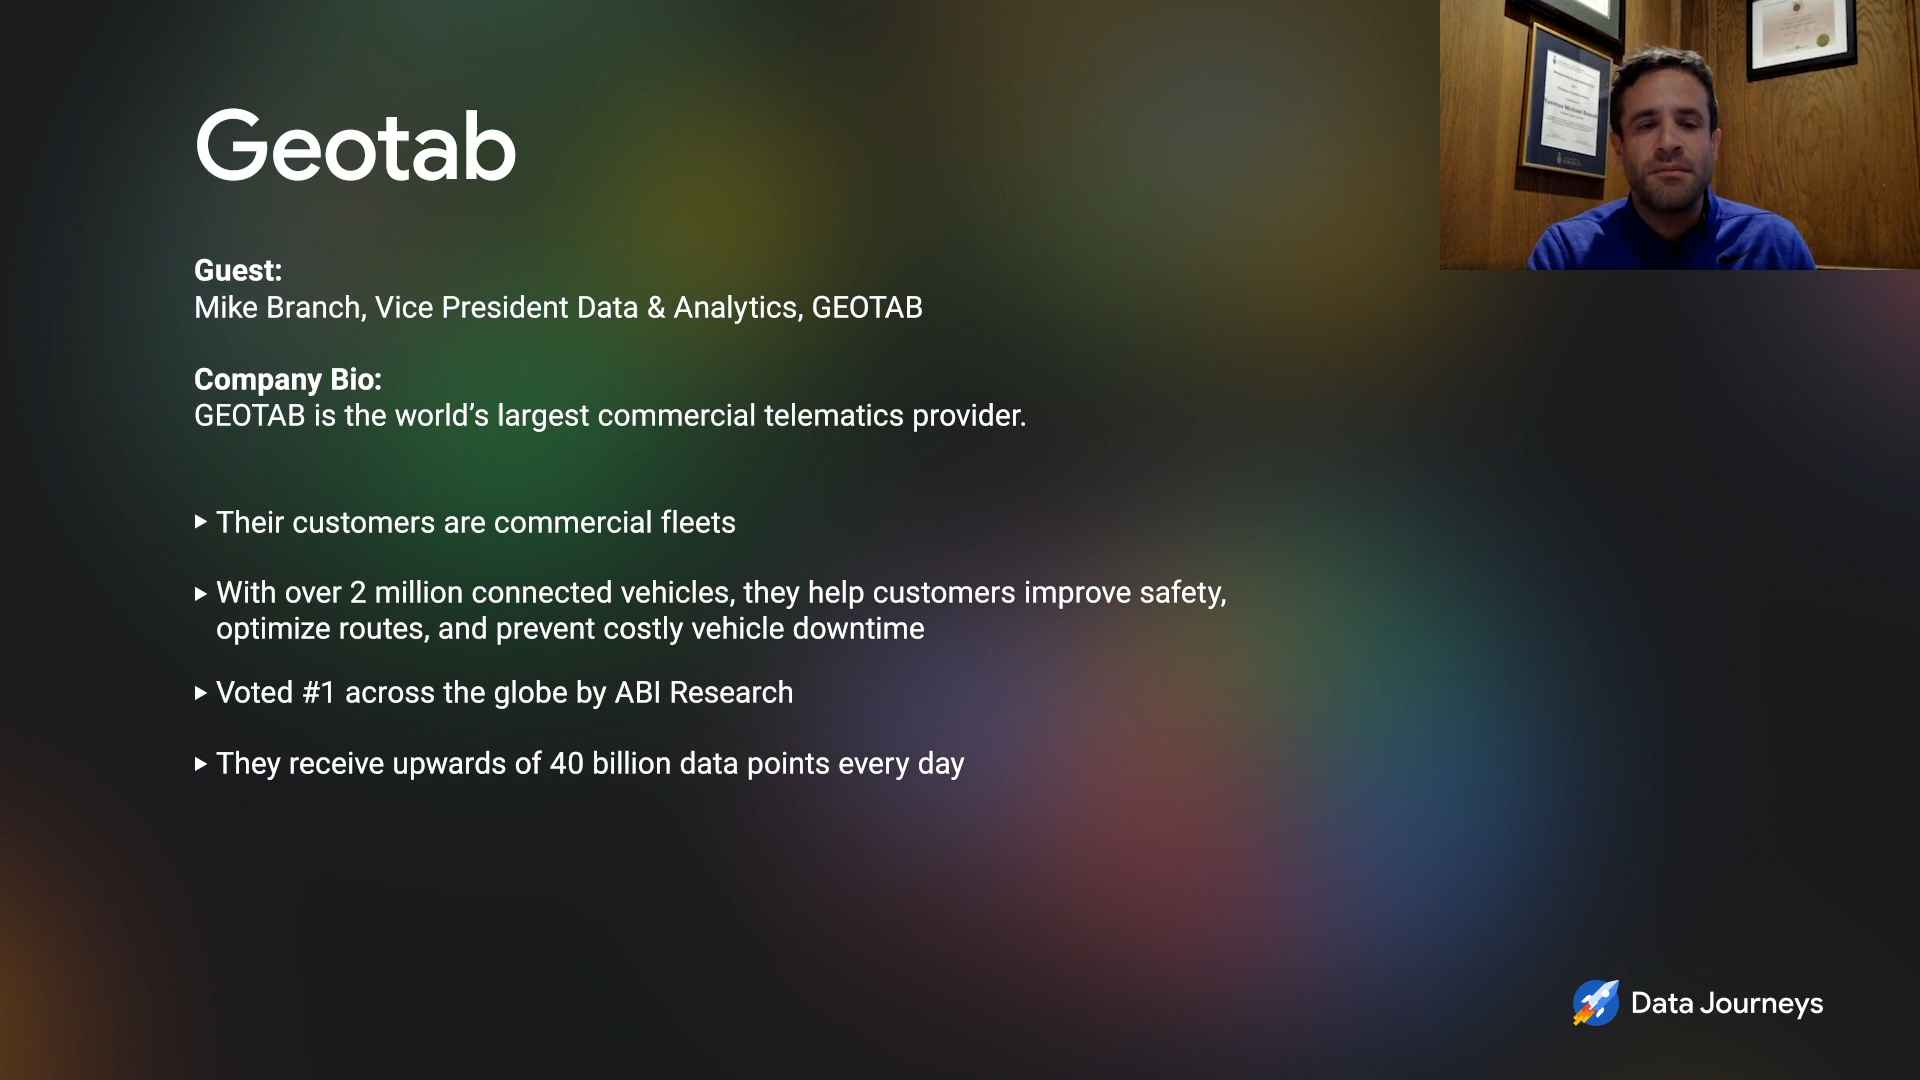 Geotab
Guest:
Mike Branch, Vice President Data & Analytics, GEOTAB
Company Bio:
GEOTAB is the world’s largest commercial telematics provider.
Their customers are commercial fleets
With over 2 million connected vehicles, they help customers improve safety,
optimize routes, and prevent costly vehicle downtime
Voted #1 across the globe by ABI Research
They receive upwards of 40 billion data points every day
Data Journeys